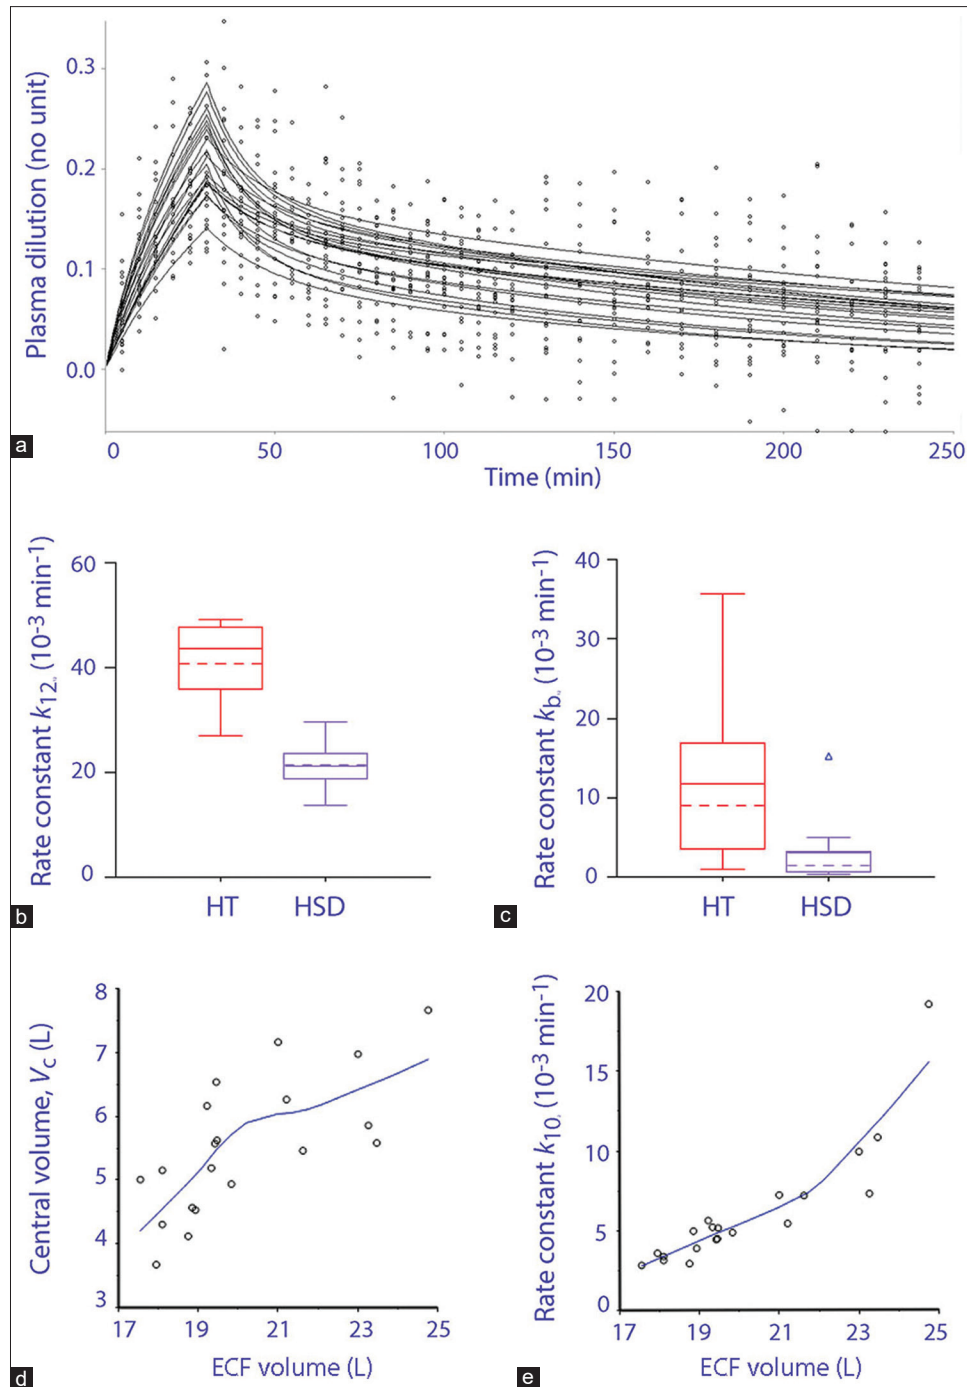 Plasma dilution (no unit)
0.3
0.2
0.1
0.0
0 50 100 150 200 250
Time (min)
a
Rate constant k12 (10-3 min-1)
60
40
20
0
HT HSD
b
Rate constant kb (10-3 min-1)
40
30
20
10
0
HT HSD
c
Central volume, Vc (L)
8
7
6
5
4
3
17 19 21 23 25
ECF volume (L)
d
Rate constant k10 (10-3 min-1)
20
15
10
5
0
17 19 21 23 25
ECF volume (L)
e